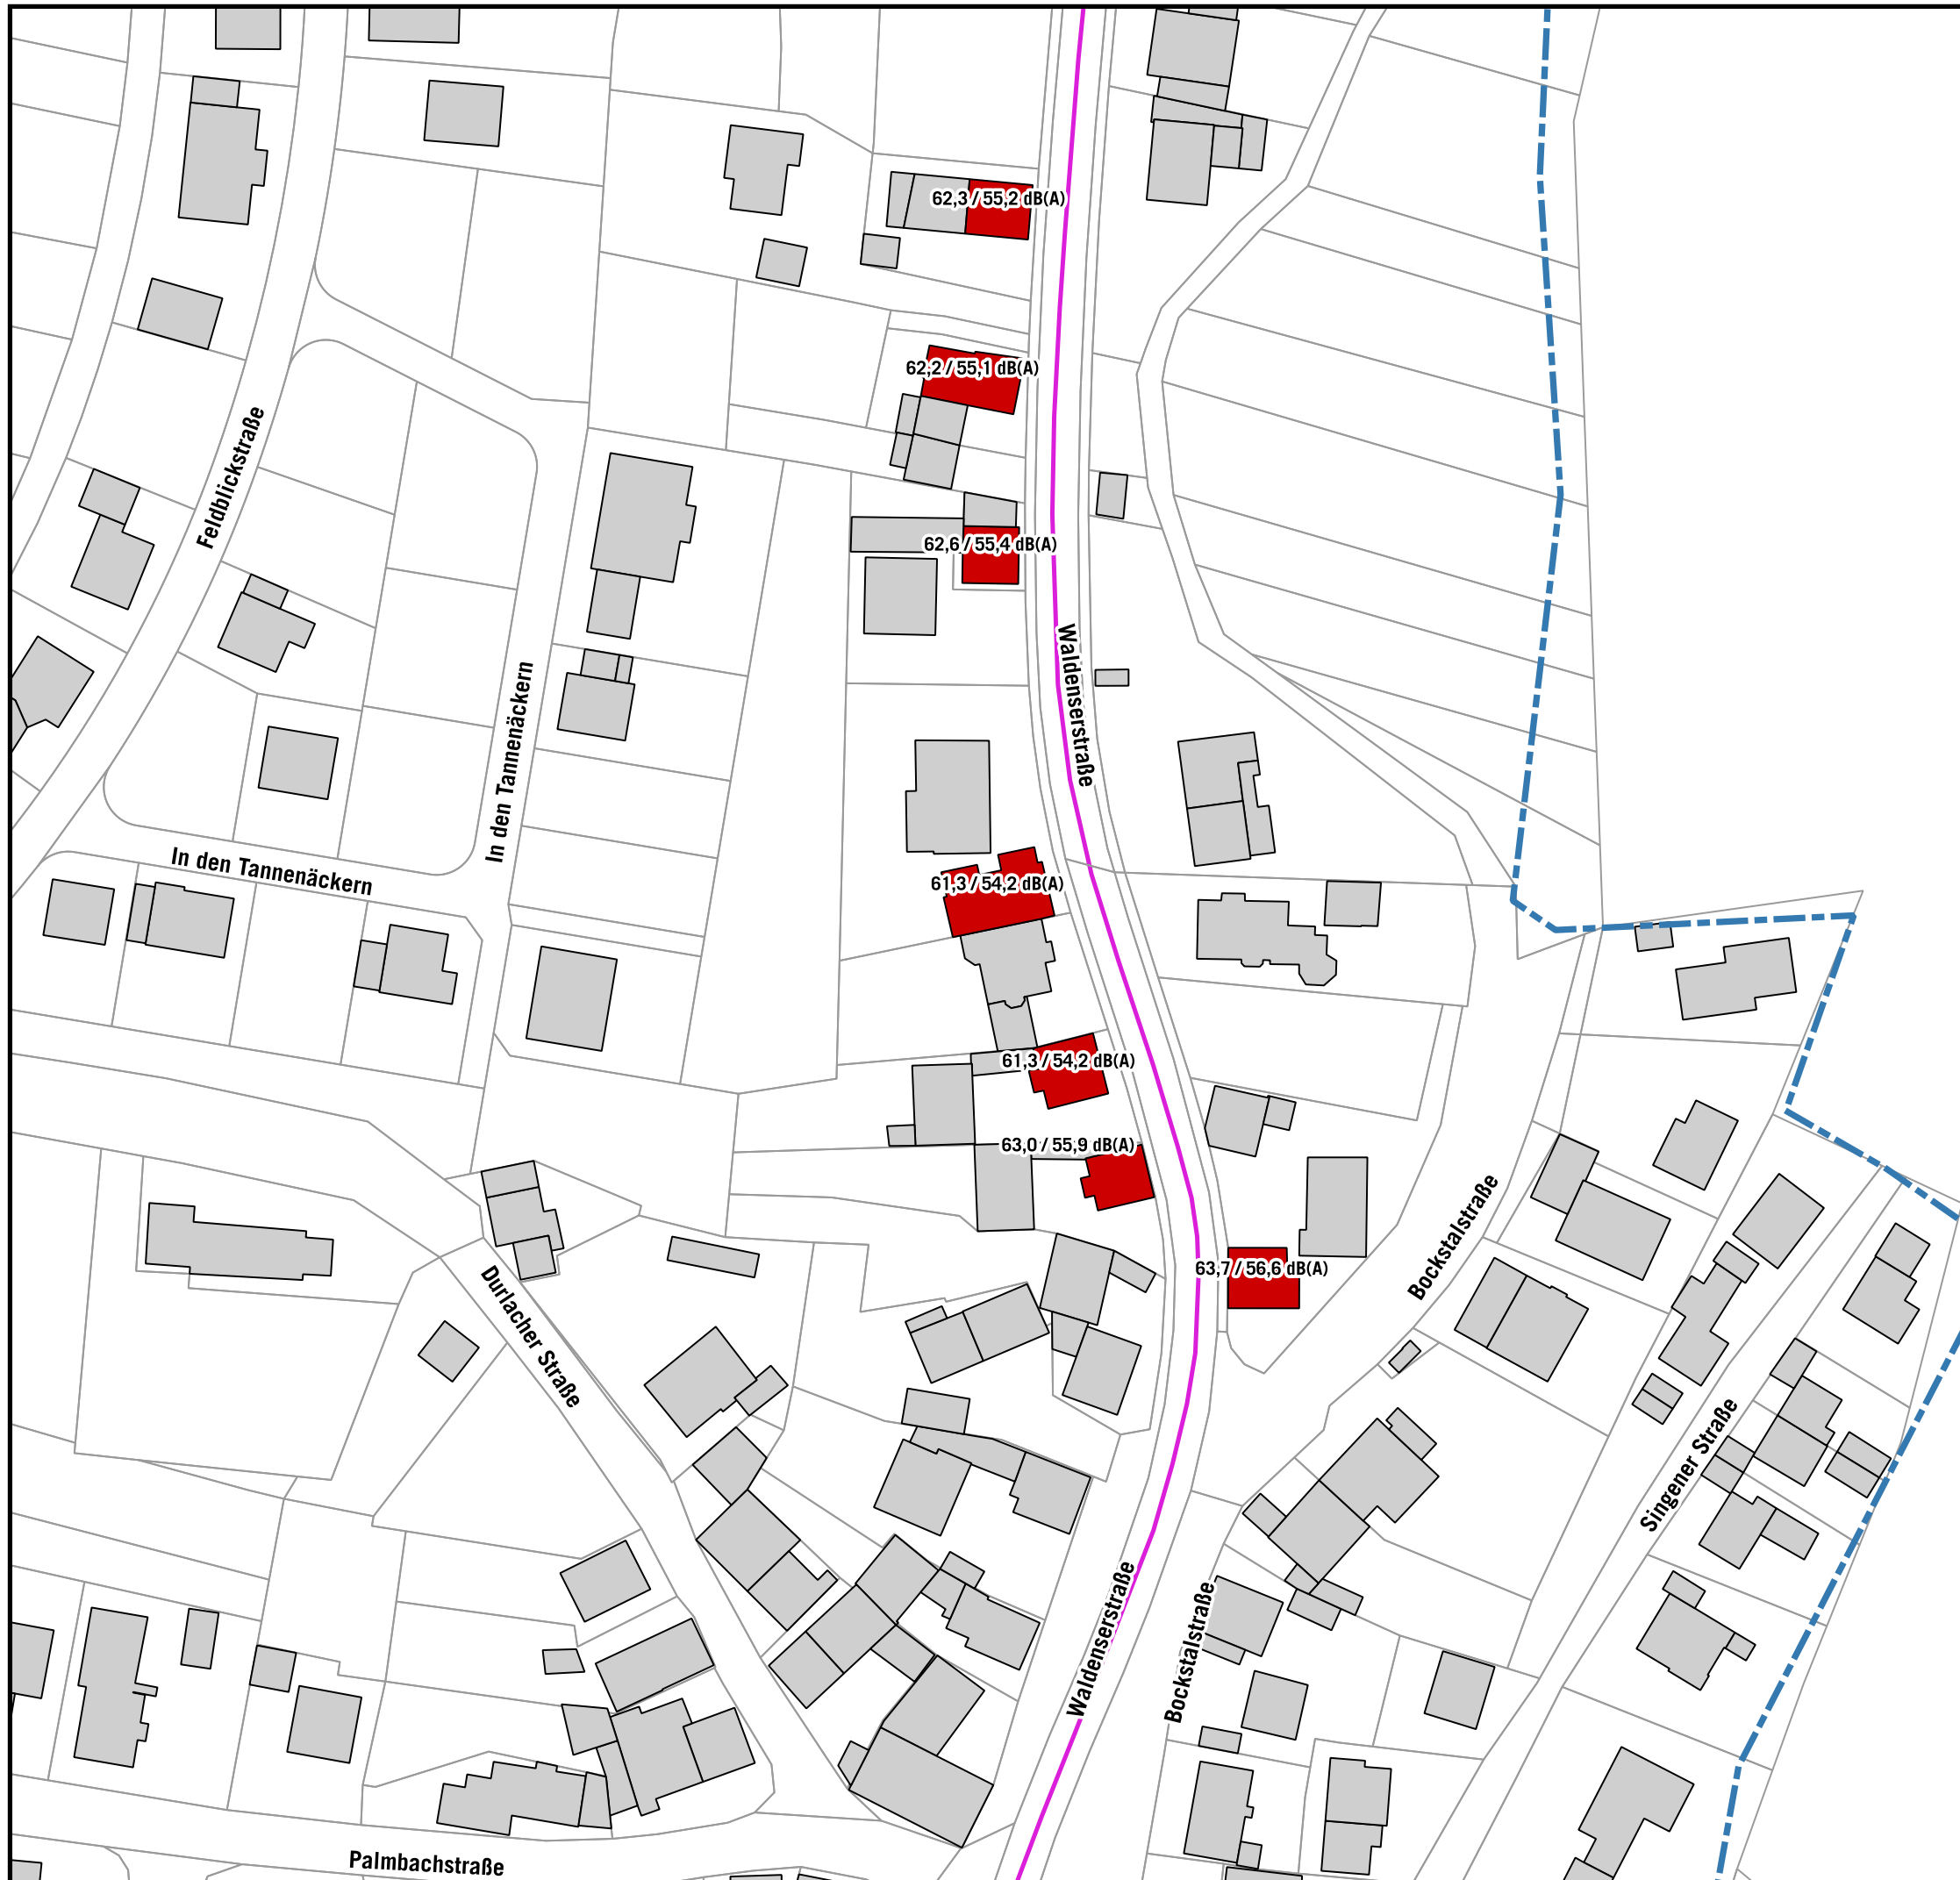 62,3 / 55,2 dB(A)
62,2 / 55,1 dB(A)
Feldblickstraße
62,6 / 55,4 dB(A)
Waldenserstraße
In den Tannenäckern
In den Tannenäckern
61,3 / 54,2 dB(A)
61,3 / 54,2 dB(A)
63,0 / 55,9 dB(A)
Bockstalstraße
63,7 / 56,6 dB(A)
Durlacher Straße
Singener Straße
Waldenserstraße
Bockstalstraße
Palmbachstraße